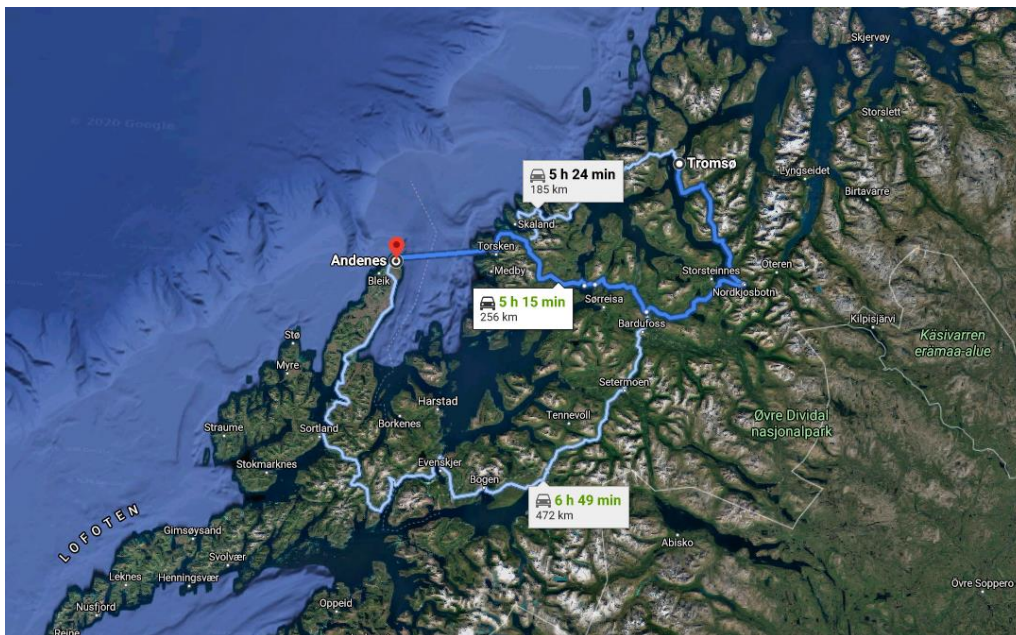 © 2020 Google
Skjervøy
Storslett
Tromsø
5 h 24 min
185 km
Lyngseidet
Birtavarre
Skaland
Torsken
Andenes
Medby
Bleik
Oteren
Storsteinnes
Nordkjosbotn
5 h 15 min
256 km
Sørreisa
Bardufoss
Kilpisjärvi
Käsivarren
erämaa-alue
Stø
Myre
Setermoen
Harstad
Tennevoll
Borkenes
Øvre Dividal
nasjonalpark
Straume
Sortland
Stokmarknes
Evenskjer
Bogen
6 h 49 min
472 km
LOFOTEN
Gimsøysand
Svolvær
Abisko
Leknes
Henningsvær
Øvre Soppero
Nusfjord
Oppeid
Reine